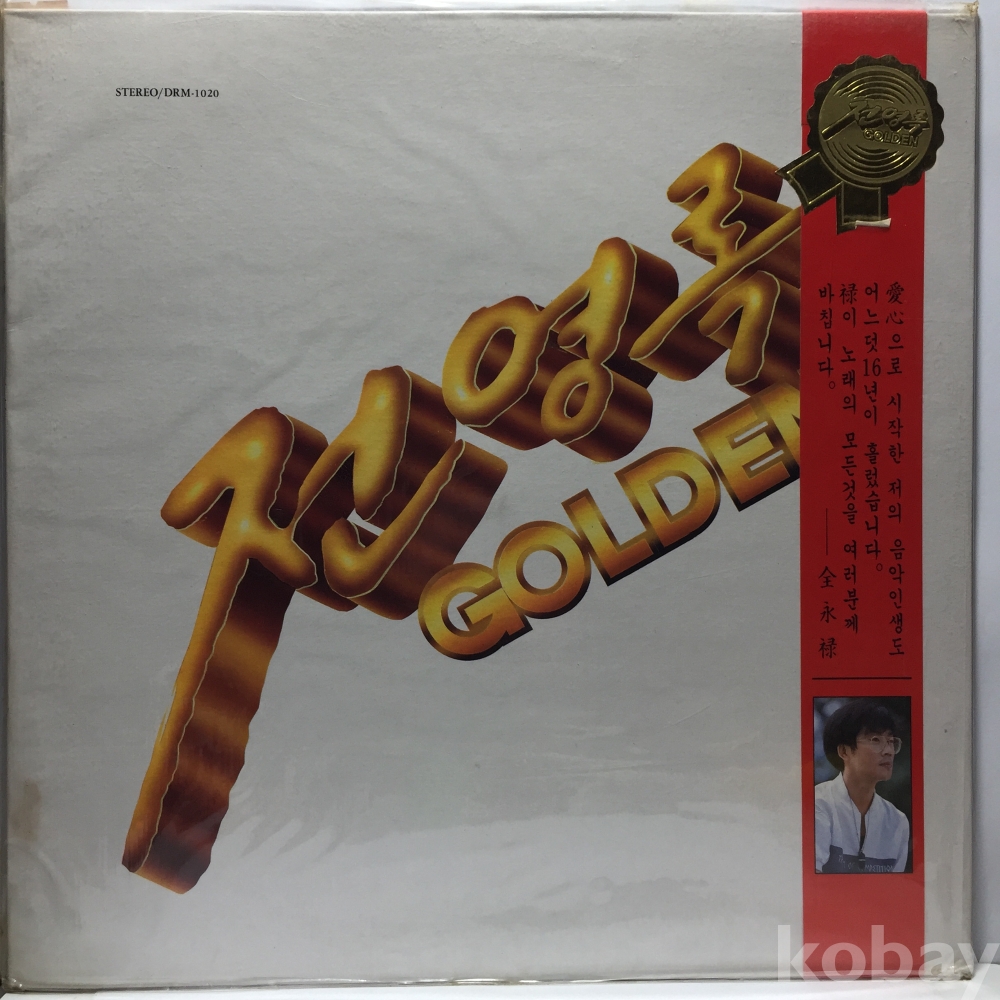 STEREO/DRM-1020
전영록
GOLDEN
전영록
GOLDEN
愛心으로 시작한 저의 음악인생도
어느덧 16년이 흘렀습니다。
祿이 노래의 모든것을 여러분께
바칩니다。 ——全永祿
kobay